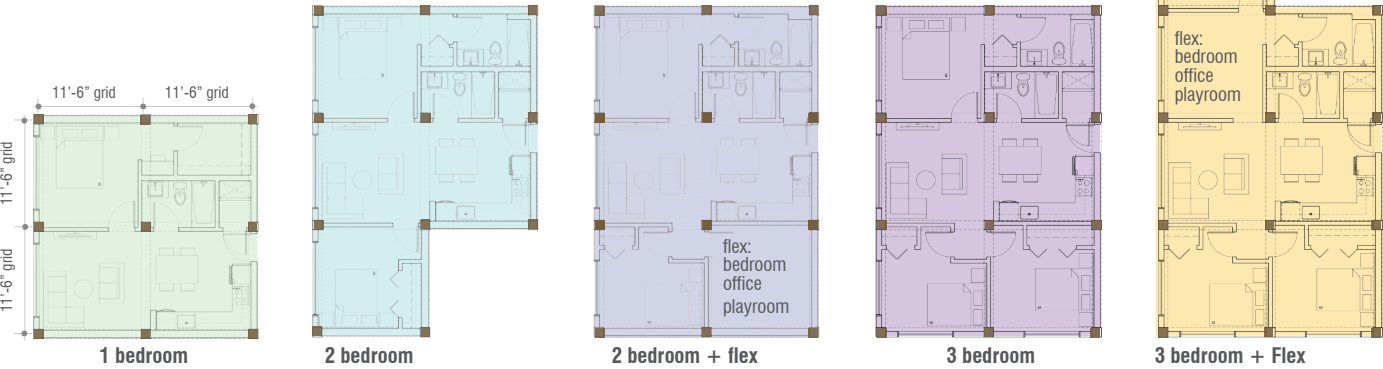 11'-6” grid
11'-6” grid
11'-6” grid
11'-6” grid
flex:
bedroom
office
playroom
flex:
bedroom
office
playroom
1 bedroom
2 bedroom
2 bedroom + flex
3 bedroom
3 bedroom + Flex